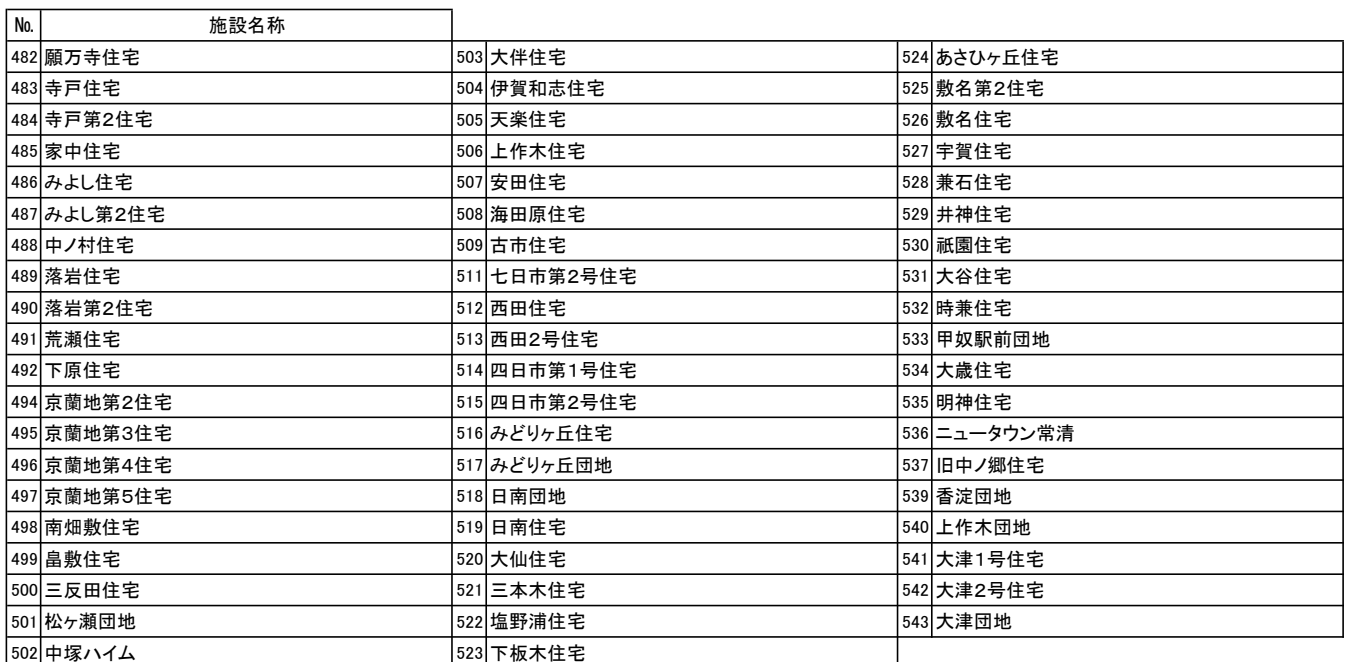 № 施設名称
482 願万寺住宅 503 大伴住宅 524 あさひヶ丘住宅
483 寺戸住宅 504 伊賀和志住宅 525 敷名第2住宅
484 寺戸第2住宅 505 天楽住宅 526 敷名住宅
485 家中住宅 506 上作木住宅 527 宇賀住宅
486 みよし住宅 507 安田住宅 528 兼石住宅
487 みよし第2住宅 508 海田原住宅 529 井神住宅
488 中ノ村住宅 509 古市住宅 530 祇園住宅
489 落岩住宅 511 七日市第2号住宅 531 大谷住宅
490 落岩第2住宅 512 西田住宅 532 時兼住宅
491 荒瀬住宅 513 西田2号住宅 533 甲奴駅前団地
492 下原住宅 514 四日市第1号住宅 534 大歳住宅
494 京蘭地第2住宅 515 四日市第2号住宅 535 明神住宅
495 京蘭地第3住宅 516 みどりヶ丘住宅 536 ニュータウン常清
496 京蘭地第4住宅 517 みどりヶ丘団地 537 旧中ノ郷住宅
497 京蘭地第5住宅 518 日南団地 539 香淀団地
498 南畑敷住宅 519 日南住宅 540 上作木団地
499 畠敷住宅 520 大仙住宅 541 大津1号住宅
500 三反田住宅 521 三本木住宅 542 大津2号住宅
501 松ヶ瀬団地 522 塩野浦住宅 543 大津団地
502 中塚ハイム 523 下板木住宅